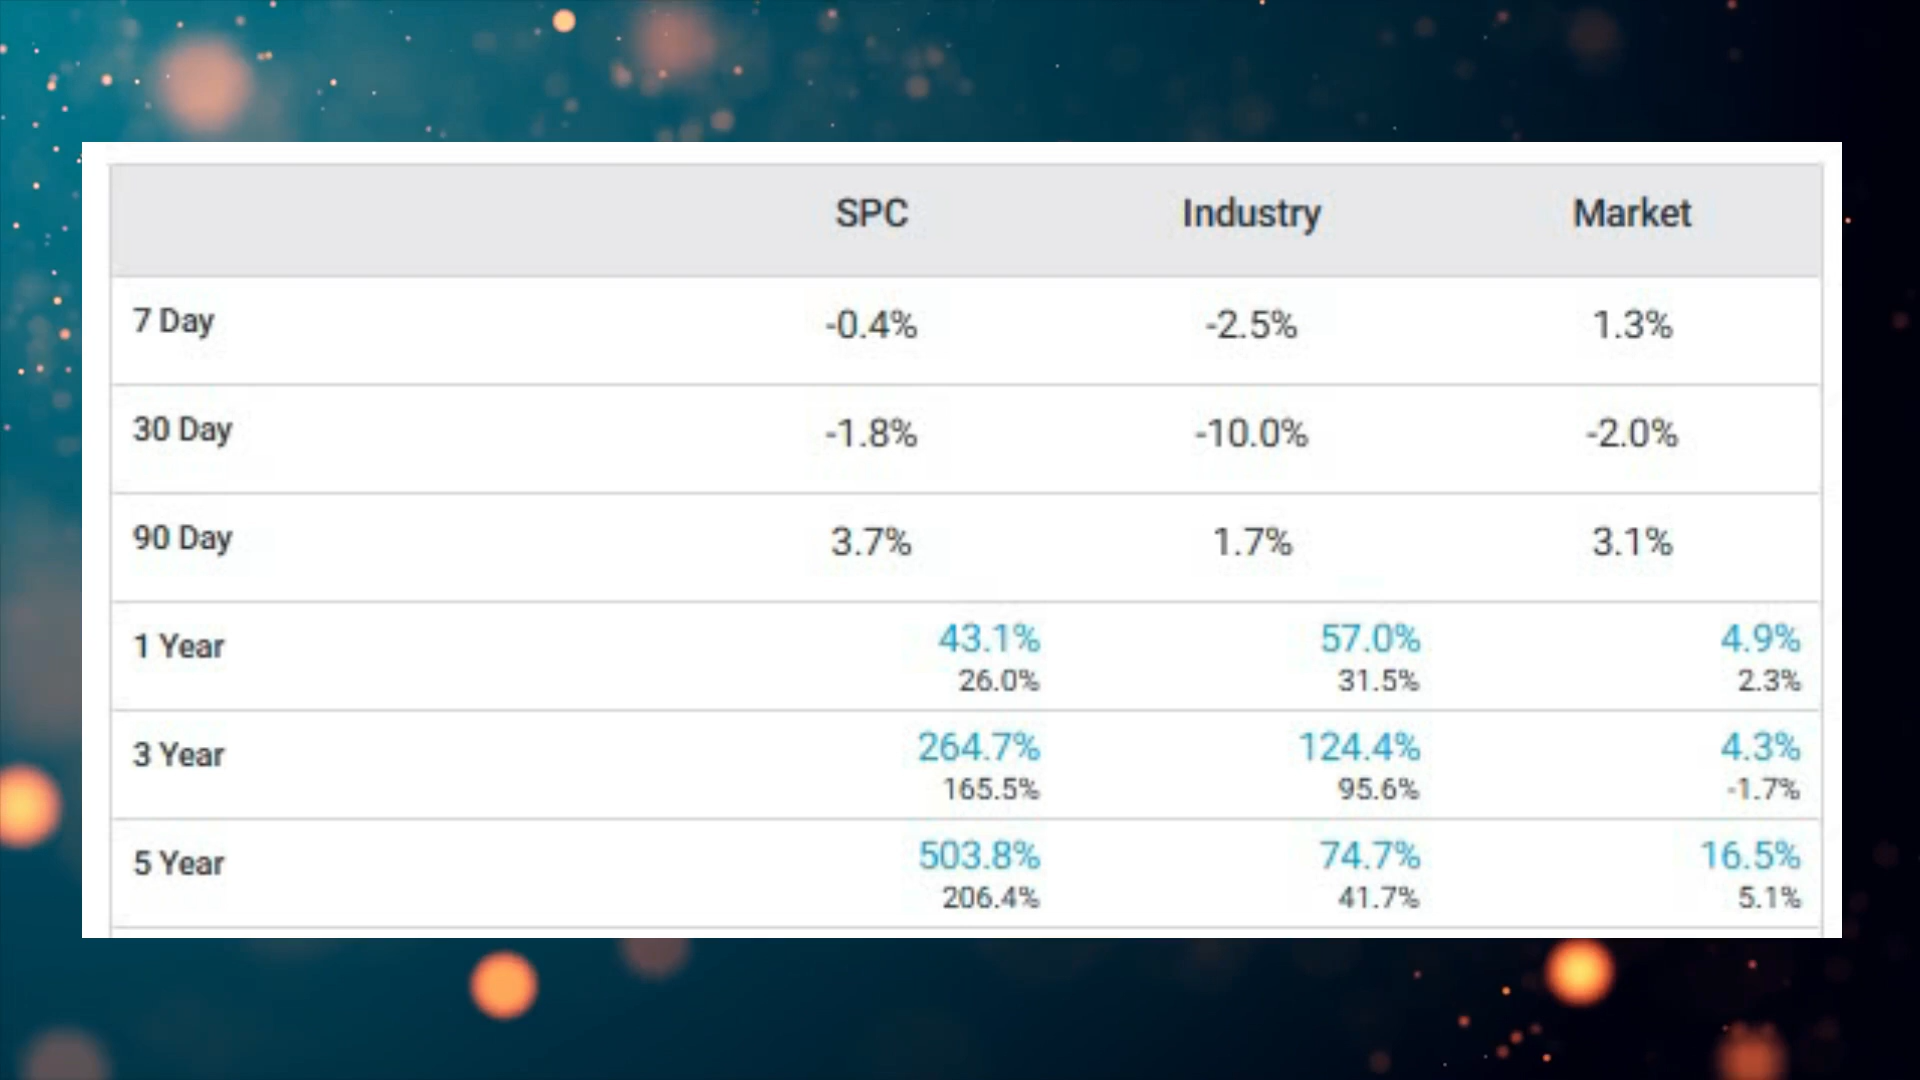 SPC Industry Market
7 Day -0.4% -2.5% 1.3%
30 Day -1.8% -10.0% -2.0%
90 Day 3.7% 1.7% 3.1%
1 Year 43.1% 57.0% 4.9%
26.0% 31.5% 2.3%
3 Year 264.7% 124.4% 4.3%
165.5% 95.6% -1.7%
5 Year 503.8% 74.7% 16.5%
206.4% 41.7% 5.1%